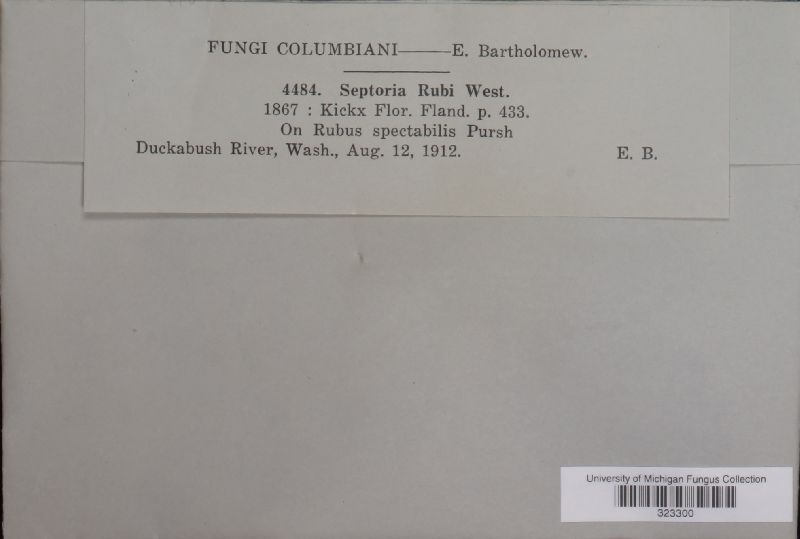 FUNGI COLUMBIANI———E. Bartholomew.
4484. Septoria Rubi West.
1867 : Kickx Flor. Fland. p. 433.
On Rubus spectabilis Pursh
Duckabush River, Wash., Aug. 12, 1912. E. B.
University of Michigan Fungus Collection
323300